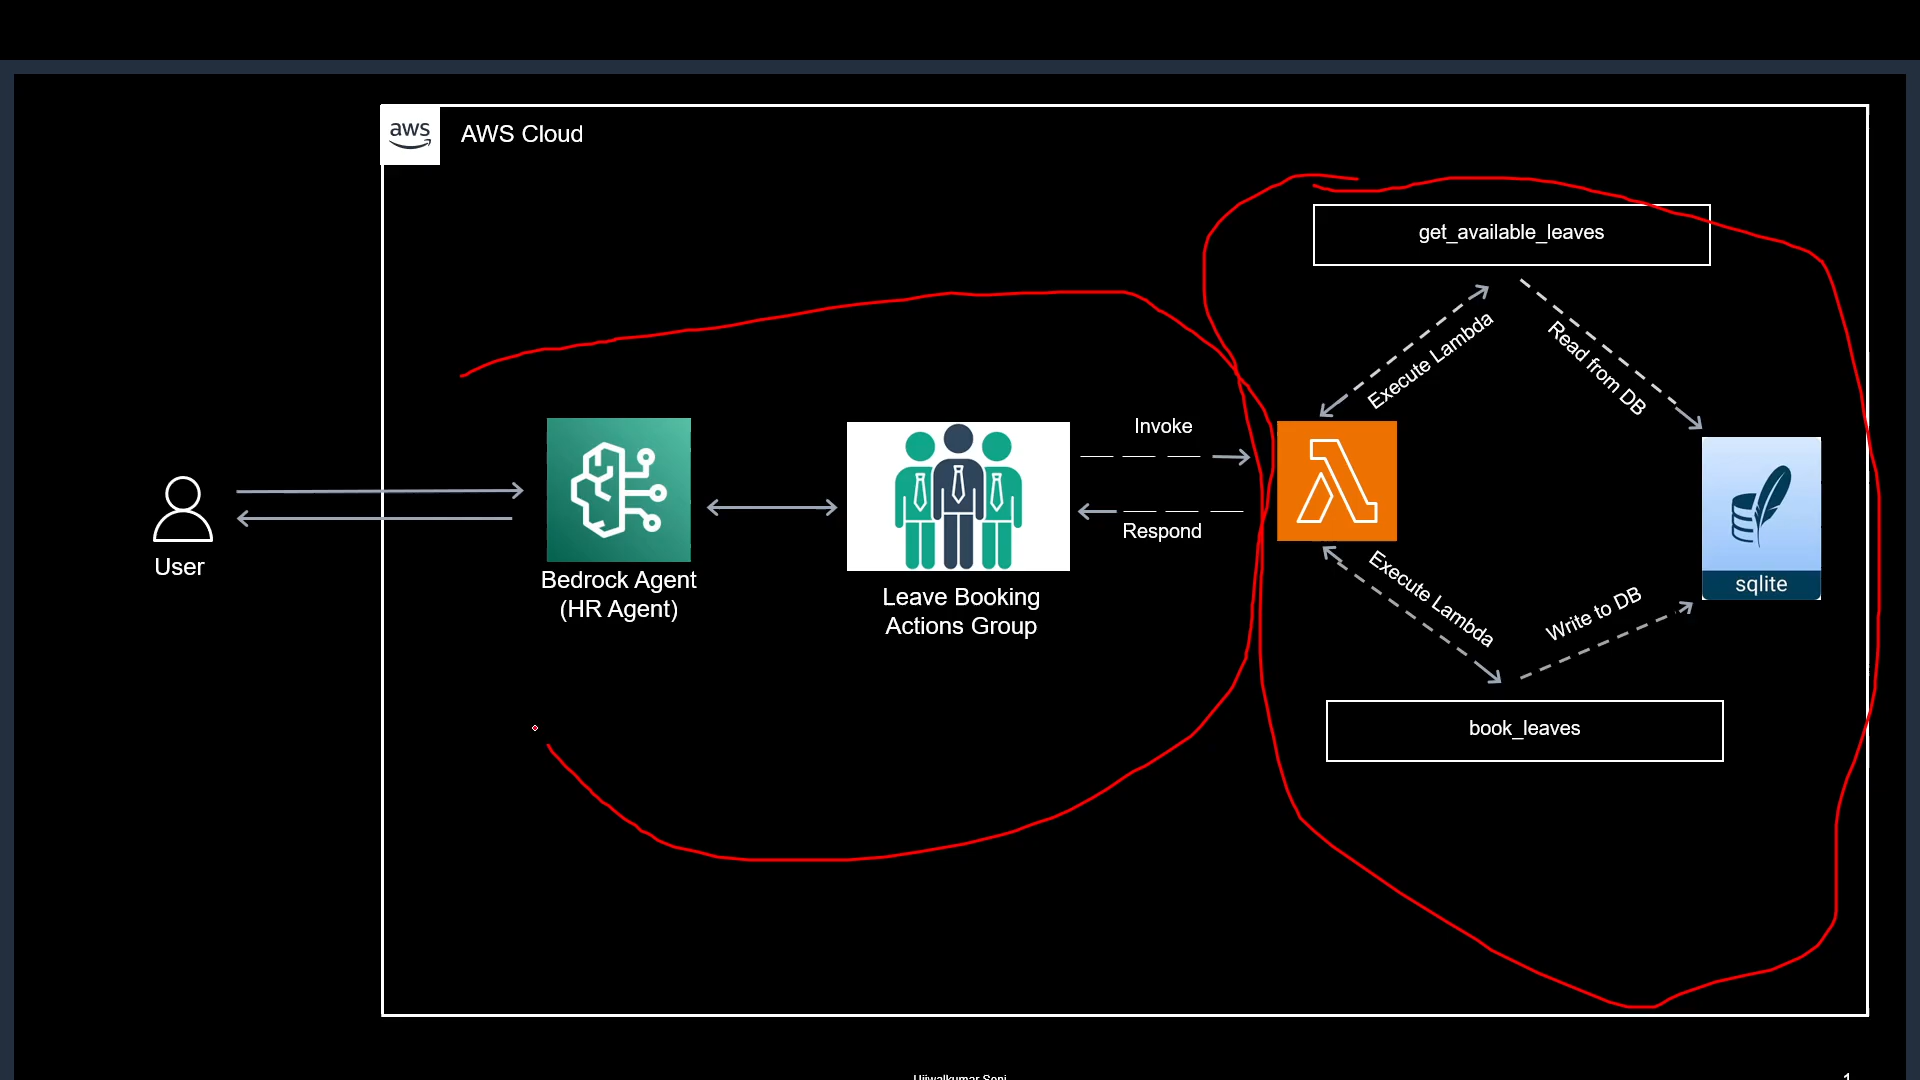 aws
AWS Cloud
get_available_leaves
Execute Lambda
Read from DB
Invoke
Respond
User
Bedrock Agent
(HR Agent)
Leave Booking
Actions Group
sqlite
Execute Lambda
Write to DB
book_leaves